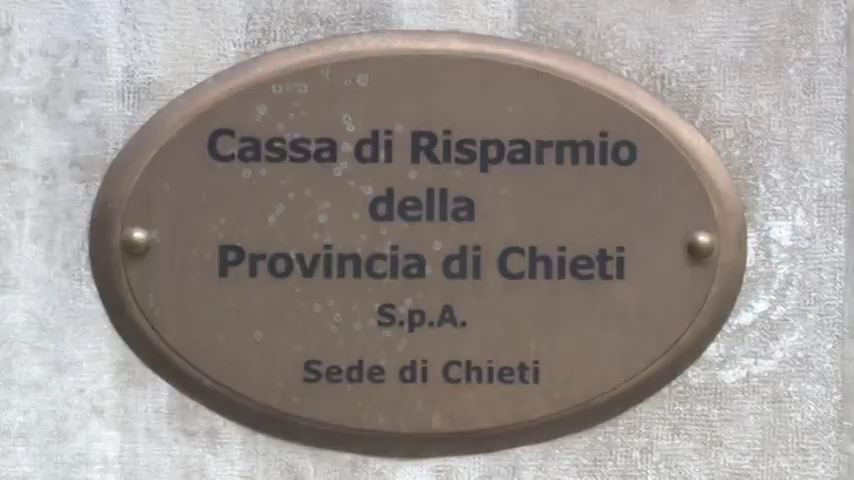 Cassa di Risparmio
della
Provincia di Chieti
S.p.A.
Sede di Chieti